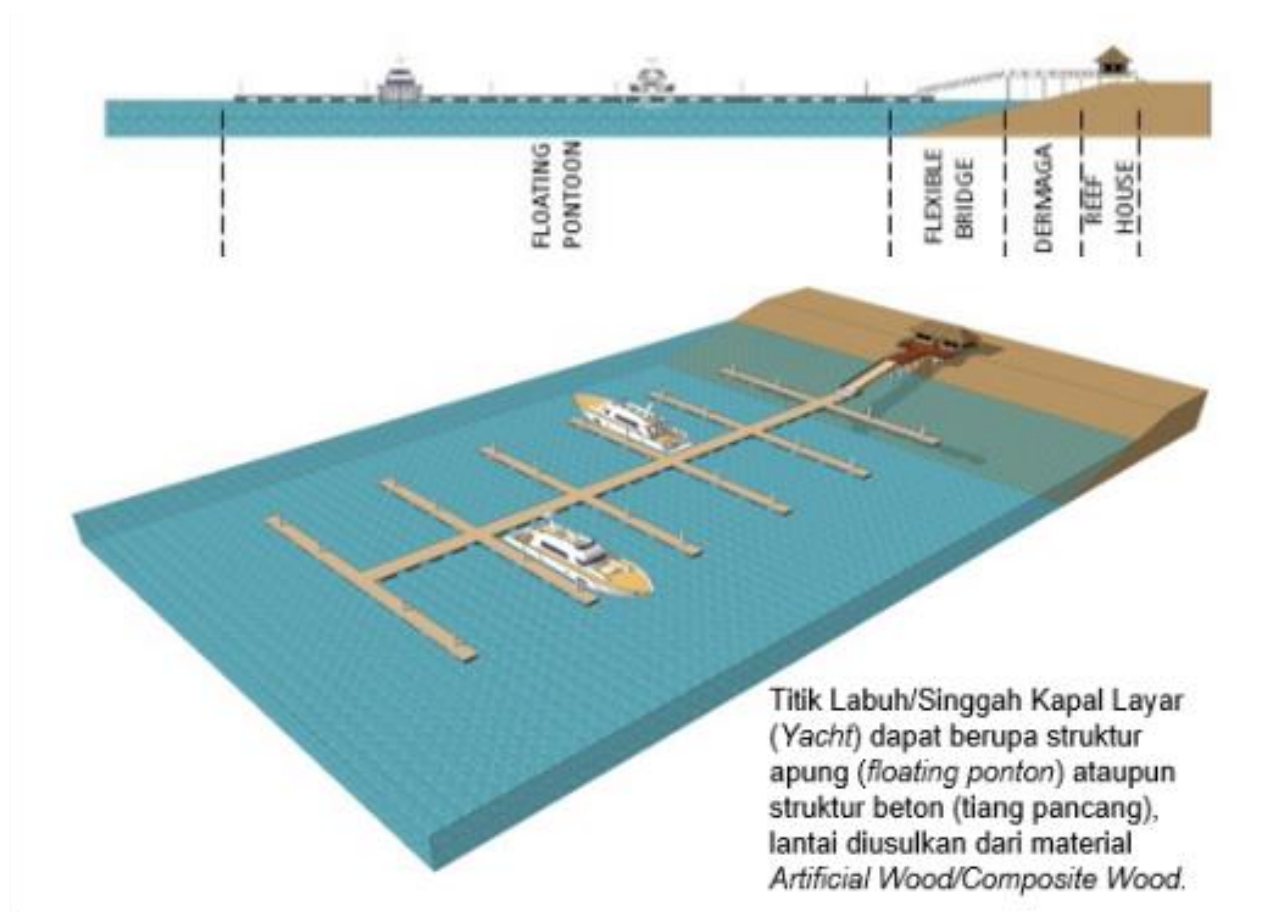 FLOATING
PONTOON
FLEXIBLE
BRIDGE
DERMAGA
REEF
HOUSE
Titik Labuh/Singgah Kapal Layar
(Yacht) dapat berupa struktur
apung (floating ponton) ataupun
struktur beton (tiang pancang),
lantai diusulkan dari material
Artificial Wood/Composite Wood.